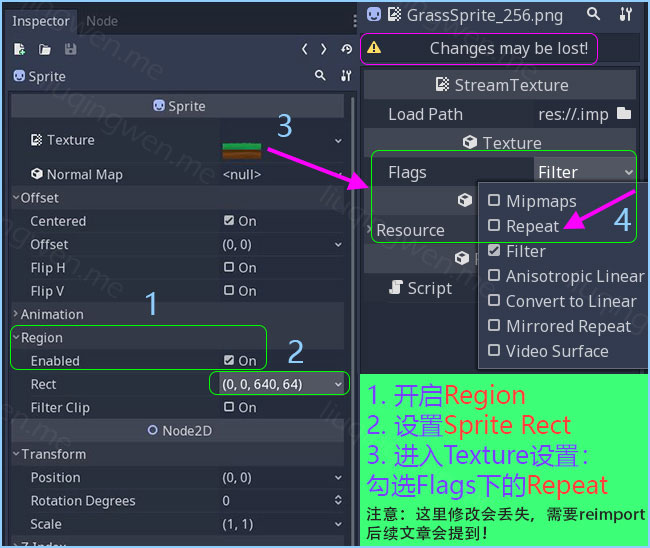 Inspector
Node
Sprite
Sprite
Texture
Normal Map
<null>
Offset
Centered
On
Offset
(0, 0)
Flip H
On
Flip V
On
Animation
Region
Enabled
On
Rect
(0, 0, 640, 64)
Filter Clip
On
Node2D
Transform
Position
(0, 0)
Rotation Degrees
0
Scale
(1, 1)
Z Index
1
2
3
GrassSprite_256.png
Changes may be lost!
StreamTexture
Load Path
res://.imp
Texture
Flags
Filter
Resource
Script
Mipmaps
Repeat
Filter
Anisotropic Linear
Convert to Linear
Mirrored Repeat
Video Surface
4
1. 开启Region
2. 设置Sprite Rect
3. 进入Texture设置：
勾选Flags下的Repeat
注意：这里修改会丢失，需要reimport
后续文章会提到！
liuqingwen.me